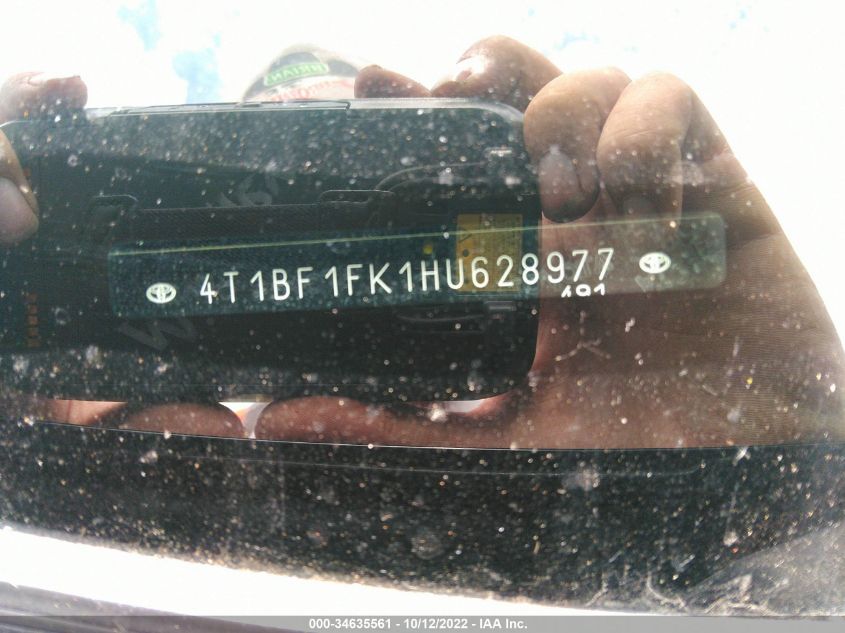 4T1BF1FK1HU628977
000-34635561 - 10/12/2022 - IAA Inc.